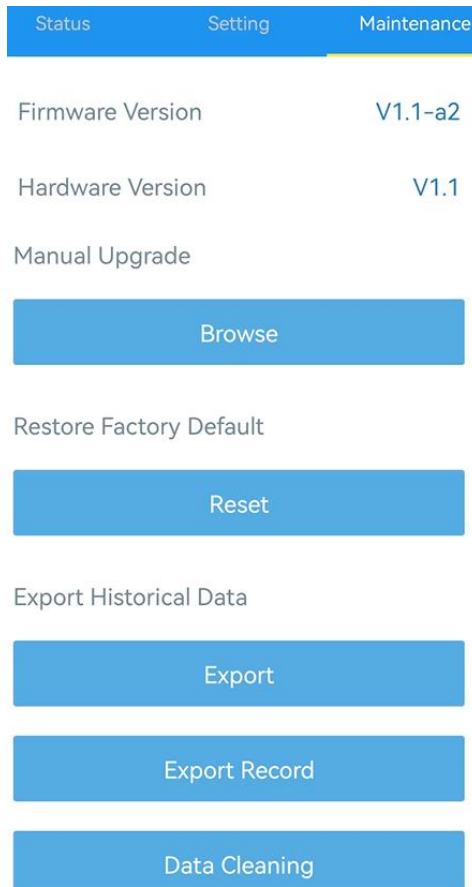 Status Setting Maintenance
Firmware Version V1.1-a2
Hardware Version V1.1
Manual Upgrade
Browse
Restore Factory Default
Reset
Export Historical Data
Export
Export Record
Data Cleaning